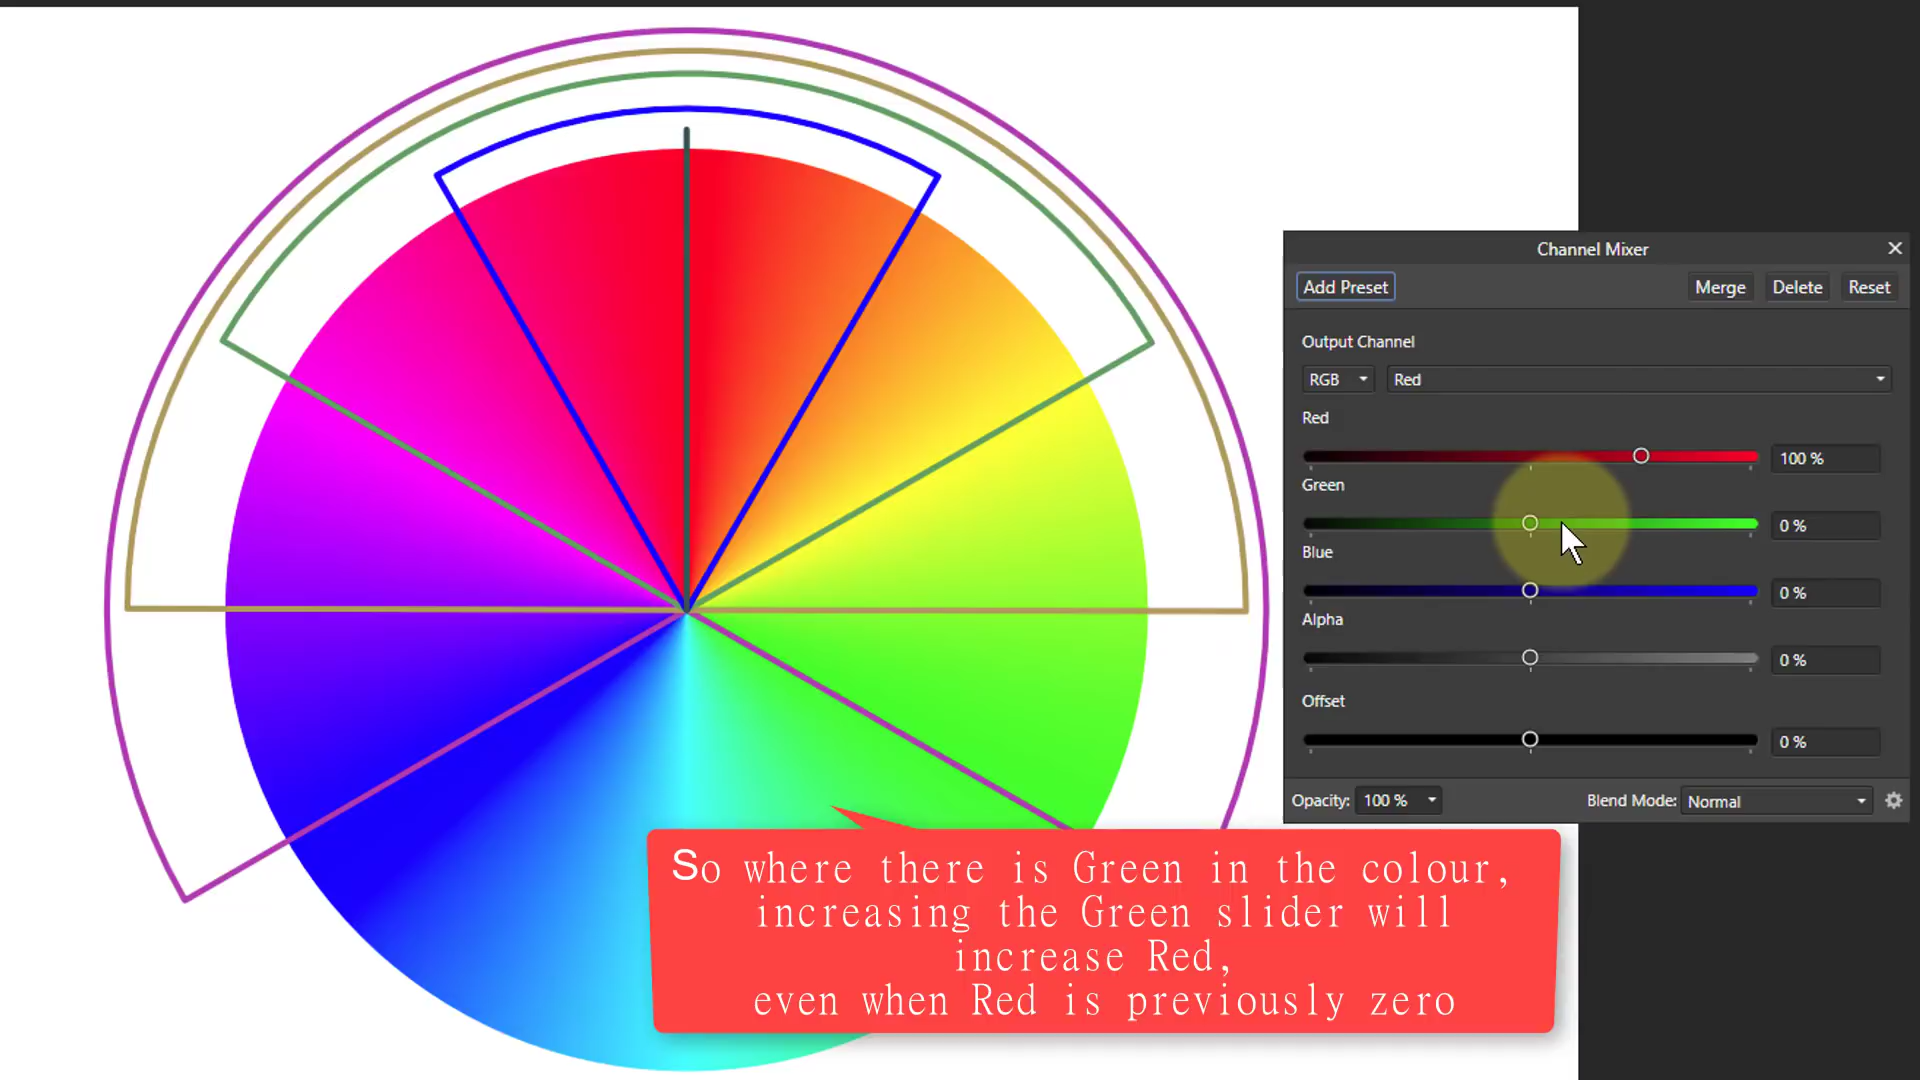 Channel Mixer
Add Preset
Merge
Delete
Reset
Output Channel
RGB
Red
Red
100 %
Green
0 %
Blue
0 %
Alpha
0 %
Offset
0 %
Opacity: 100 %
Blend Mode: Normal
So where there is Green in the colour,
increasing the Green slider will
increase Red,
even when Red is previously zero